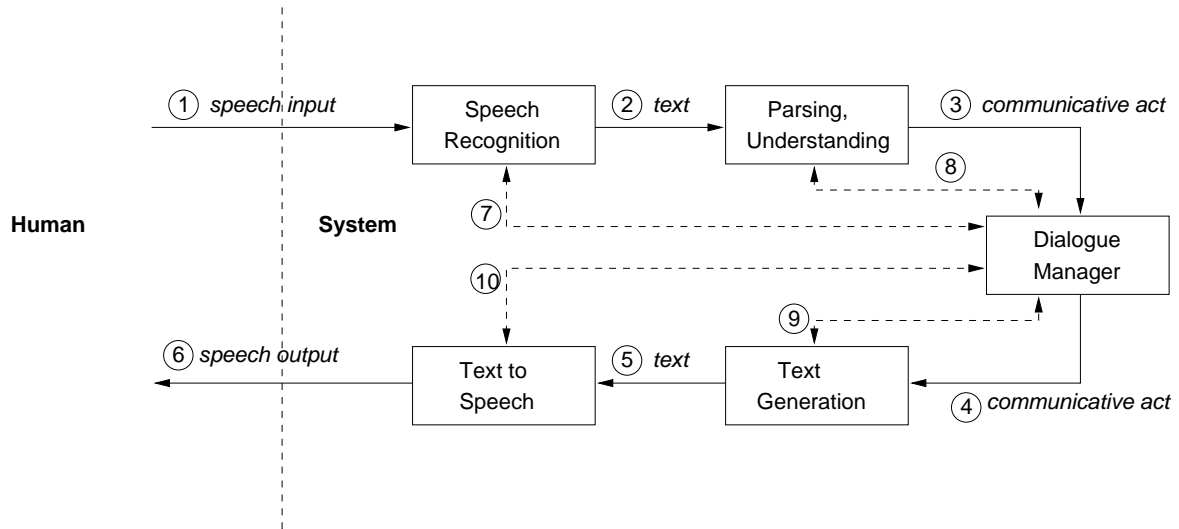 1 speech input
Speech
Recognition
2 text
Parsing,
Understanding
3 communicative act
8
7
Human
System
Dialogue
Manager
10
9
6 speech output
Text to
Speech
5 text
Text
Generation
4 communicative act